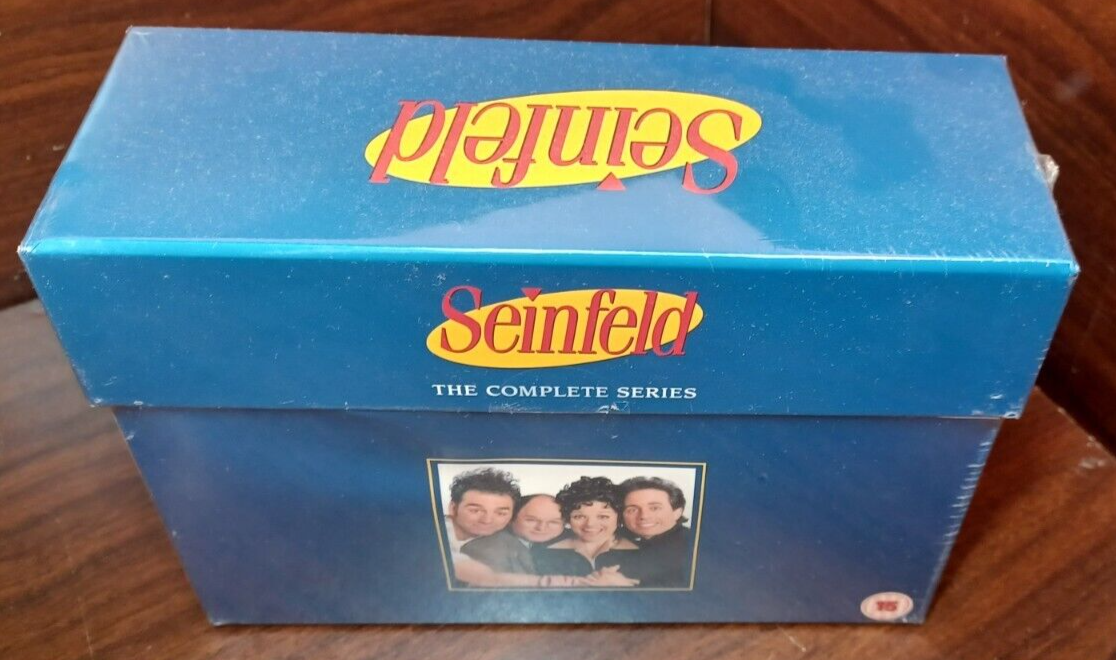 Seinfeld
Seinfeld
THE COMPLETE SERIES
15